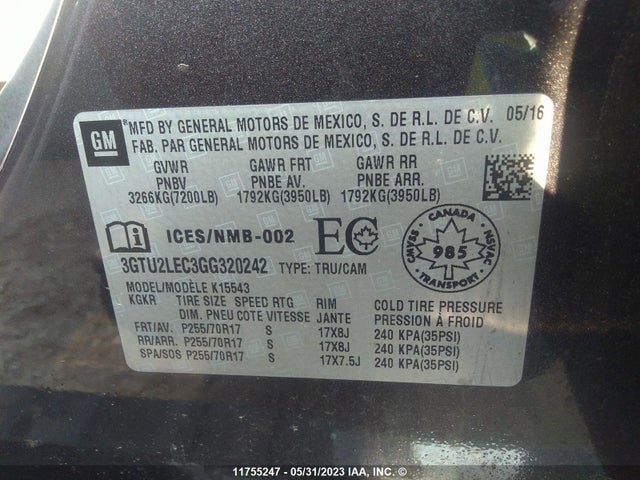 GM ®MFD BY GENERAL MOTORS DE MEXICO, S. DE R.L. DE C.V. 05/16
FAB. PAR GENERAL MOTORS DE MEXICO, S. DE R.L. DE C.V.
GVWR GAWR FRT GAWR RR
PNBV PNBE AV. PNBE ARR.
3266KG(7200LB) 1792KG(3950LB) 1792KG(3950LB)
ICES/NMB-002 EC
CANADA
CMVSS 985 NSVAC
TRANSPORT
3GTU2LEC3GG320242 TYPE: TRU/CAM
MODEL/MODÈLE K15543
KGKR TIRE SIZE SPEED RTG RIM COLD TIRE PRESSURE
DIM. PNEU COTE VITESSE JANTE PRESSION À FROID
FRT/AV. P255/70R17 S 17X8J 240 KPA(35PSI)
RR/ARR. P255/70R17 S 17X8J 240 KPA(35PSI)
SPA/SOS P255/70R17 S 17X7.5J 240 KPA(35PSI)
11755247 - 05/31/2023 IAA, INC. ©